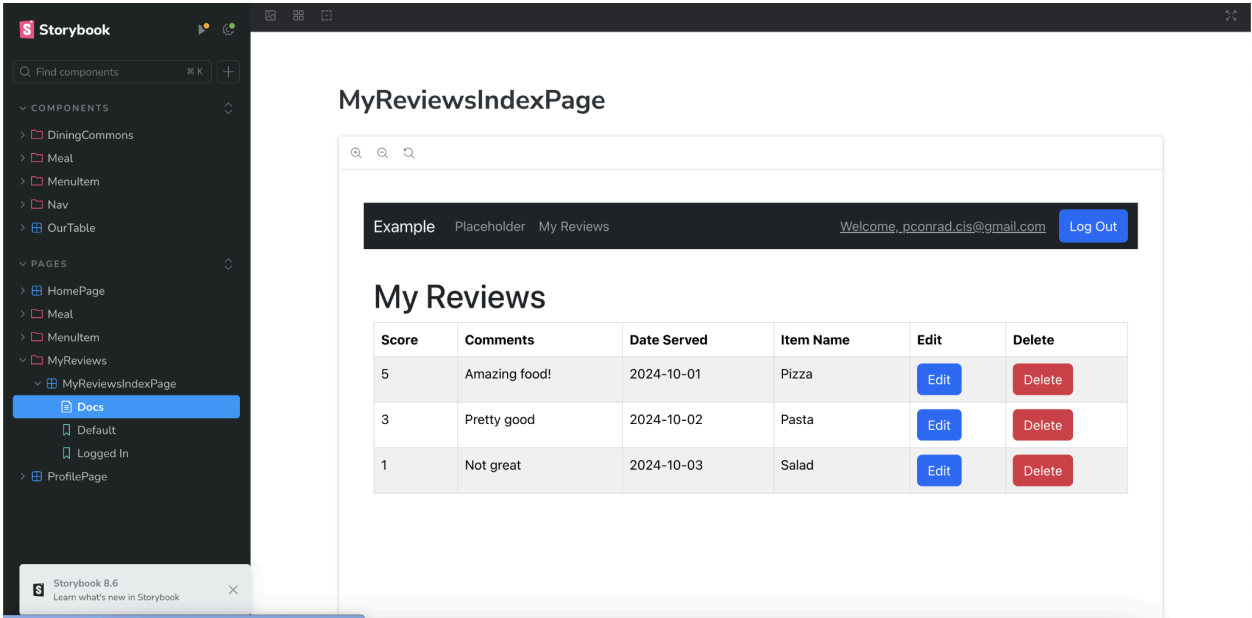 Storybook
Find components ⌘ K
COMPONENTS
DiningCommons
Meal
MenuItem
Nav
OurTable
PAGES
HomePage
Meal
MenuItem
MyReviews
MyReviewsIndexPage
Docs
Default
Logged In
ProfilePage
Storybook 8.6
Learn what's new in Storybook
MyReviewsIndexPage
Example Placeholder My Reviews Welcome, pconrad.cis@gmail.com Log Out
My Reviews
Score Comments Date Served Item Name Edit Delete
5 Amazing food! 2024-10-01 Pizza Edit Delete
3 Pretty good 2024-10-02 Pasta Edit Delete
1 Not great 2024-10-03 Salad Edit Delete